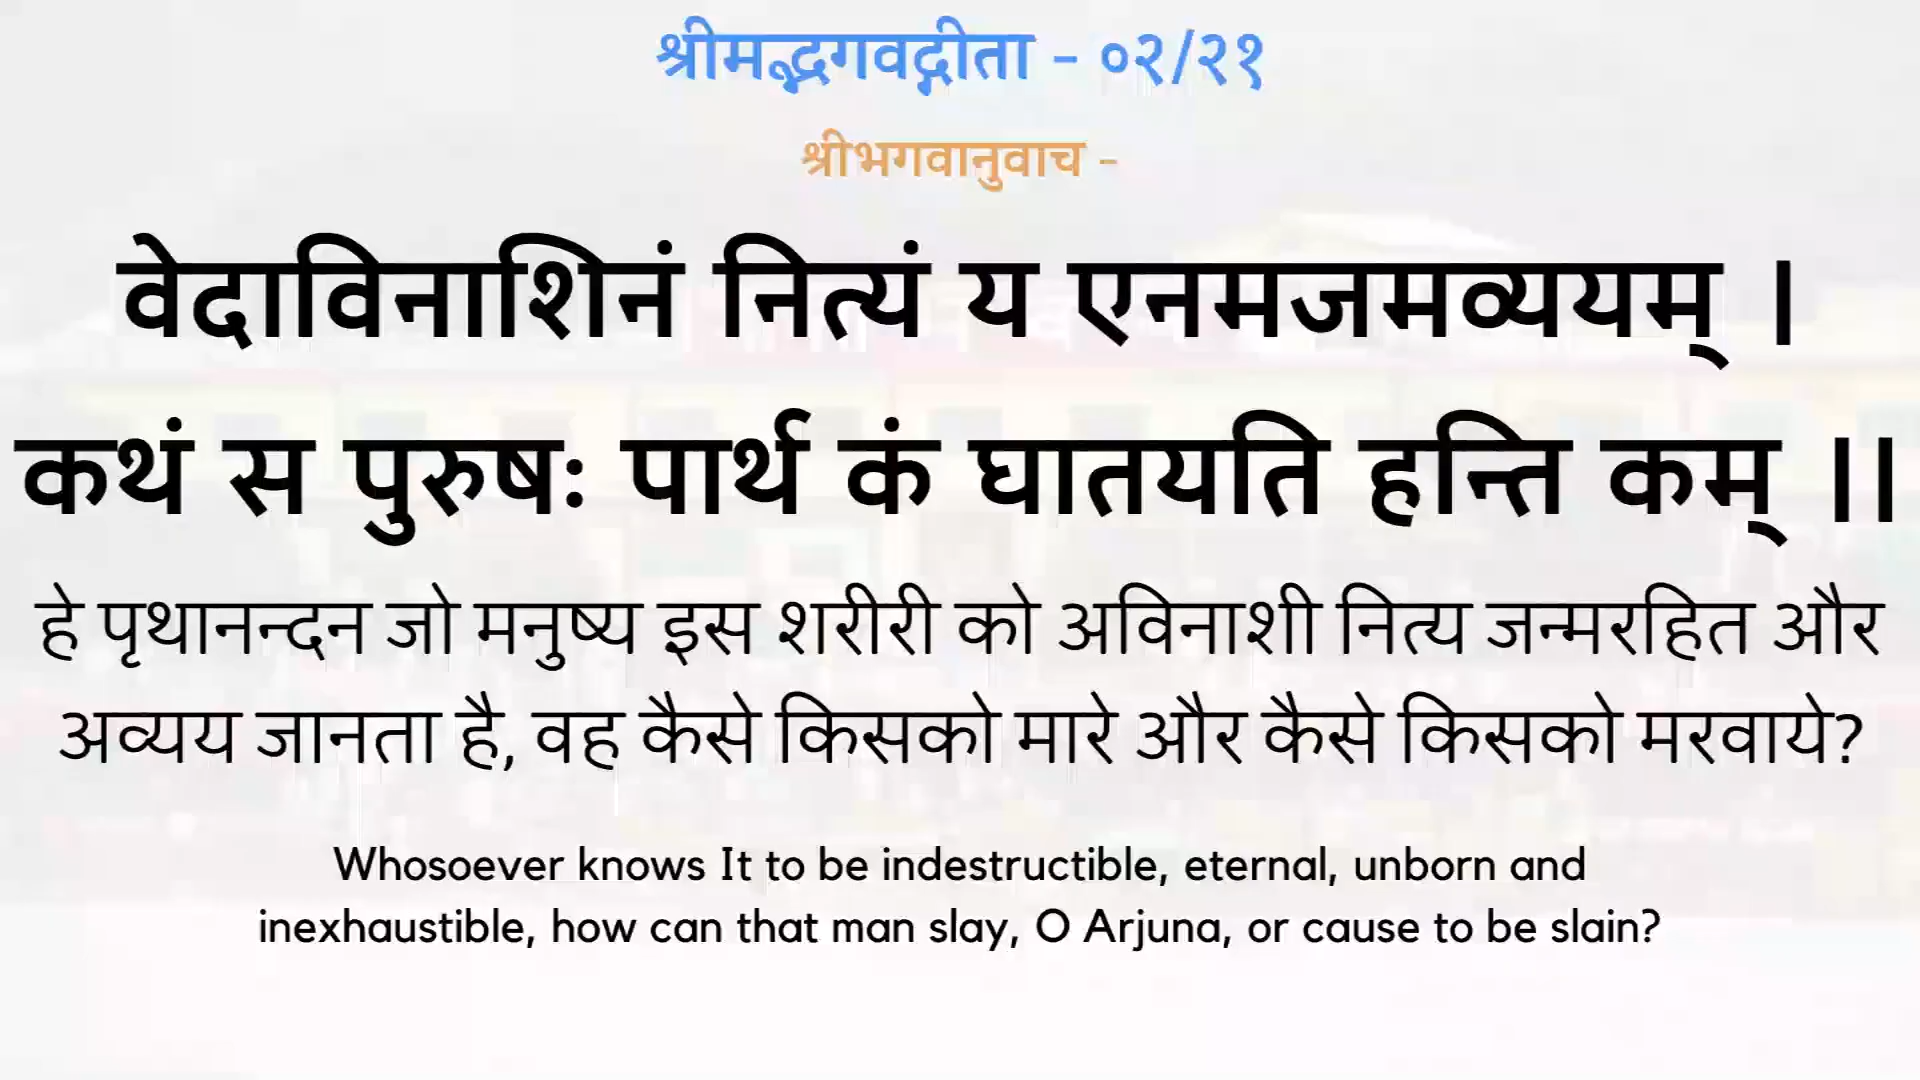 श्रीमद्भगवद्गीता - ०२/२१
श्रीभगवानुवाच -
वेदाविनाशिनं नित्यं य एनमजमव्ययम् ।
कथं स पुरुषः पार्थ कं घातयति हन्ति कम् ।।
हे पृथानन्दन जो मनुष्य इस शरीरी को अविनाशी नित्य जन्मरहित और
अव्यय जानता है, वह कैसे किसको मारे और कैसे किसको मरवाये?
Whosoever knows It to be indestructible, eternal, unborn and
inexhaustible, how can that man slay, O Arjuna, or cause to be slain?